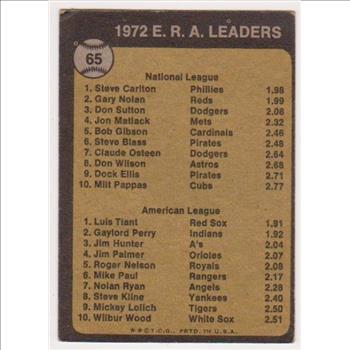 1972 E. R. A. LEADERS
65
National League
1. Steve Carlton Phillies 1.98
2. Gary Nolan Reds 1.99
3. Don Sutton Dodgers 2.08
4. Jon Matlack Mets 2.32
5. Bob Gibson Cardinals 2.46
6. Steve Blass Pirates 2.48
7. Claude Osteen Dodgers 2.64
8. Don Wilson Astros 2.68
9. Dock Ellis Pirates 2.71
10. Milt Pappas Cubs 2.77
American League
1. Luis Tiant Red Sox 1.91
2. Gaylord Perry Indians 1.92
3. Jim Hunter A's 2.04
4. Jim Palmer Orioles 2.07
5. Roger Nelson Royals 2.08
6. Mike Paul Rangers 2.17
7. Nolan Ryan Angels 2.28
8. Steve Kline Yankees 2.40
9. Mickey Lolich Tigers 2.50
10. Wilbur Wood White Sox 2.51
★★© T.C.G., PRTD. IN U.S.A.